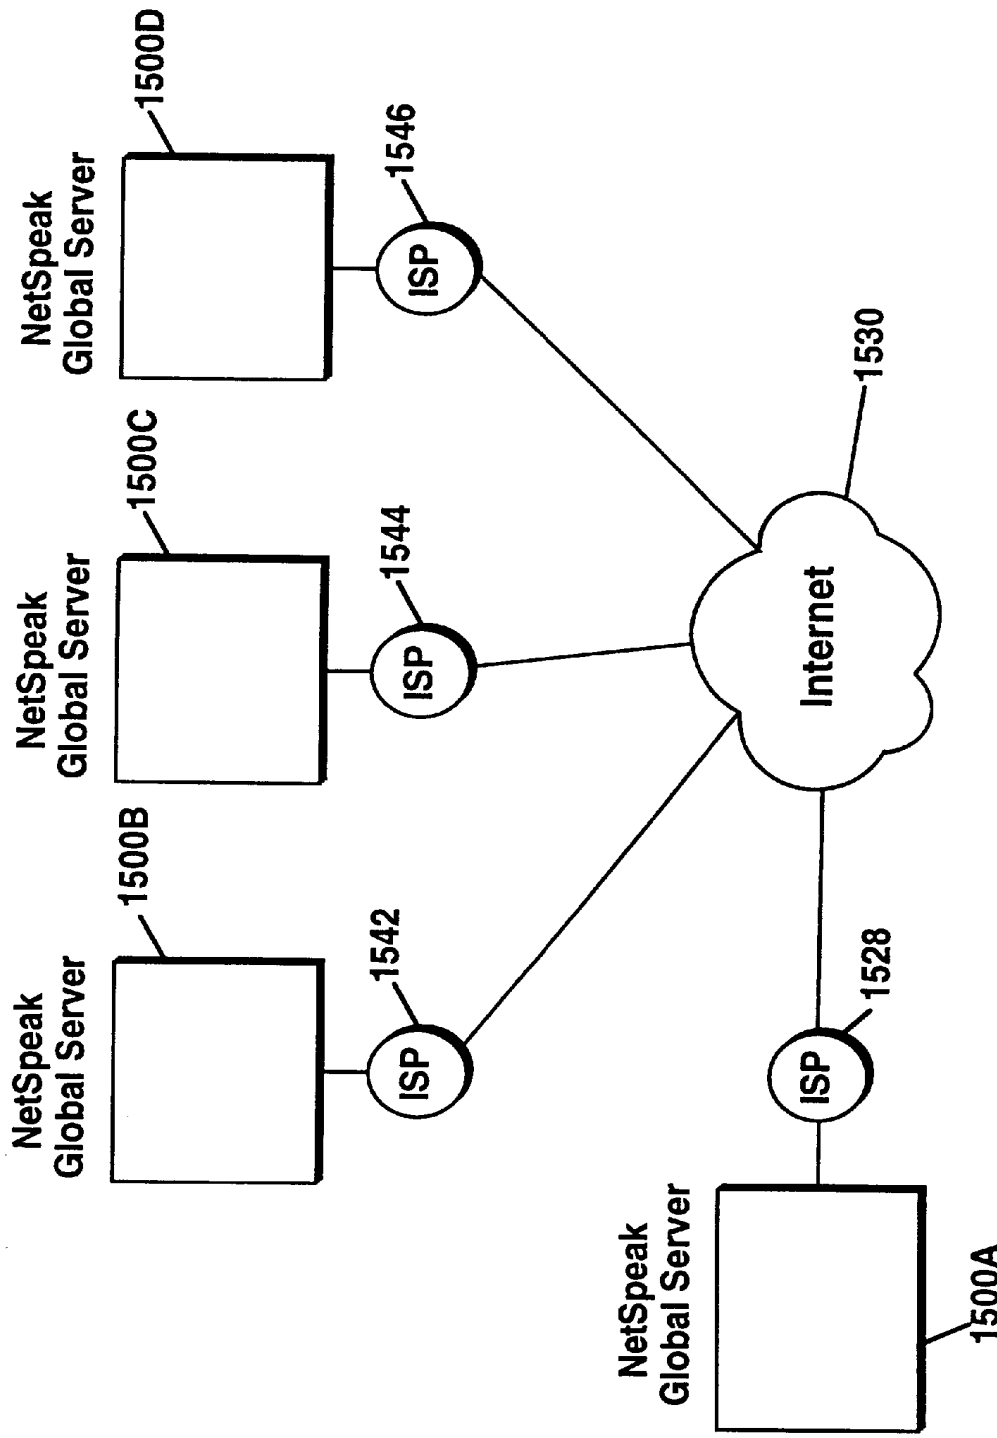 NetSpeak
Global Server
1500B
NetSpeak
Global Server
1500C
NetSpeak
Global Server
1500D
ISP
1542
ISP
1544
ISP
1546
NetSpeak
Global Server
1500A
ISP
1528
Internet
1530